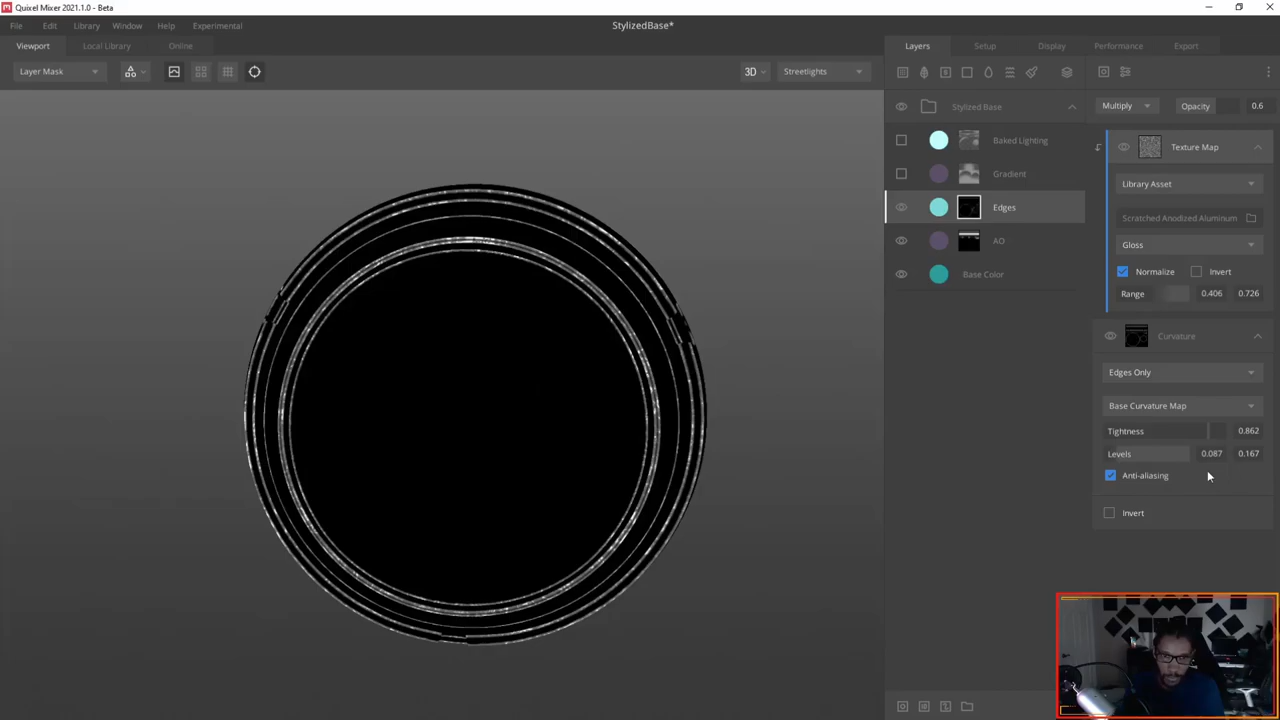 Quixel Mixer 2021.1.0 - Beta
File Edit Library Window Help Experimental StylizedBase*
Viewport Local Library Online Layers Setup Display Performance Export
Layer Mask 3D Streetlights
Stylized Base Multiply Opacity 0.6
Baked Lighting Texture Map
Gradient Library Asset
Edges Scratched Anodized Aluminum
AO Gloss
Base Color Normalize Invert
Range 0.406 0.726
Curvature
Edges Only
Base Curvature Map
Tightness 0.862
Levels 0.087 0.167
Anti-aliasing
Invert